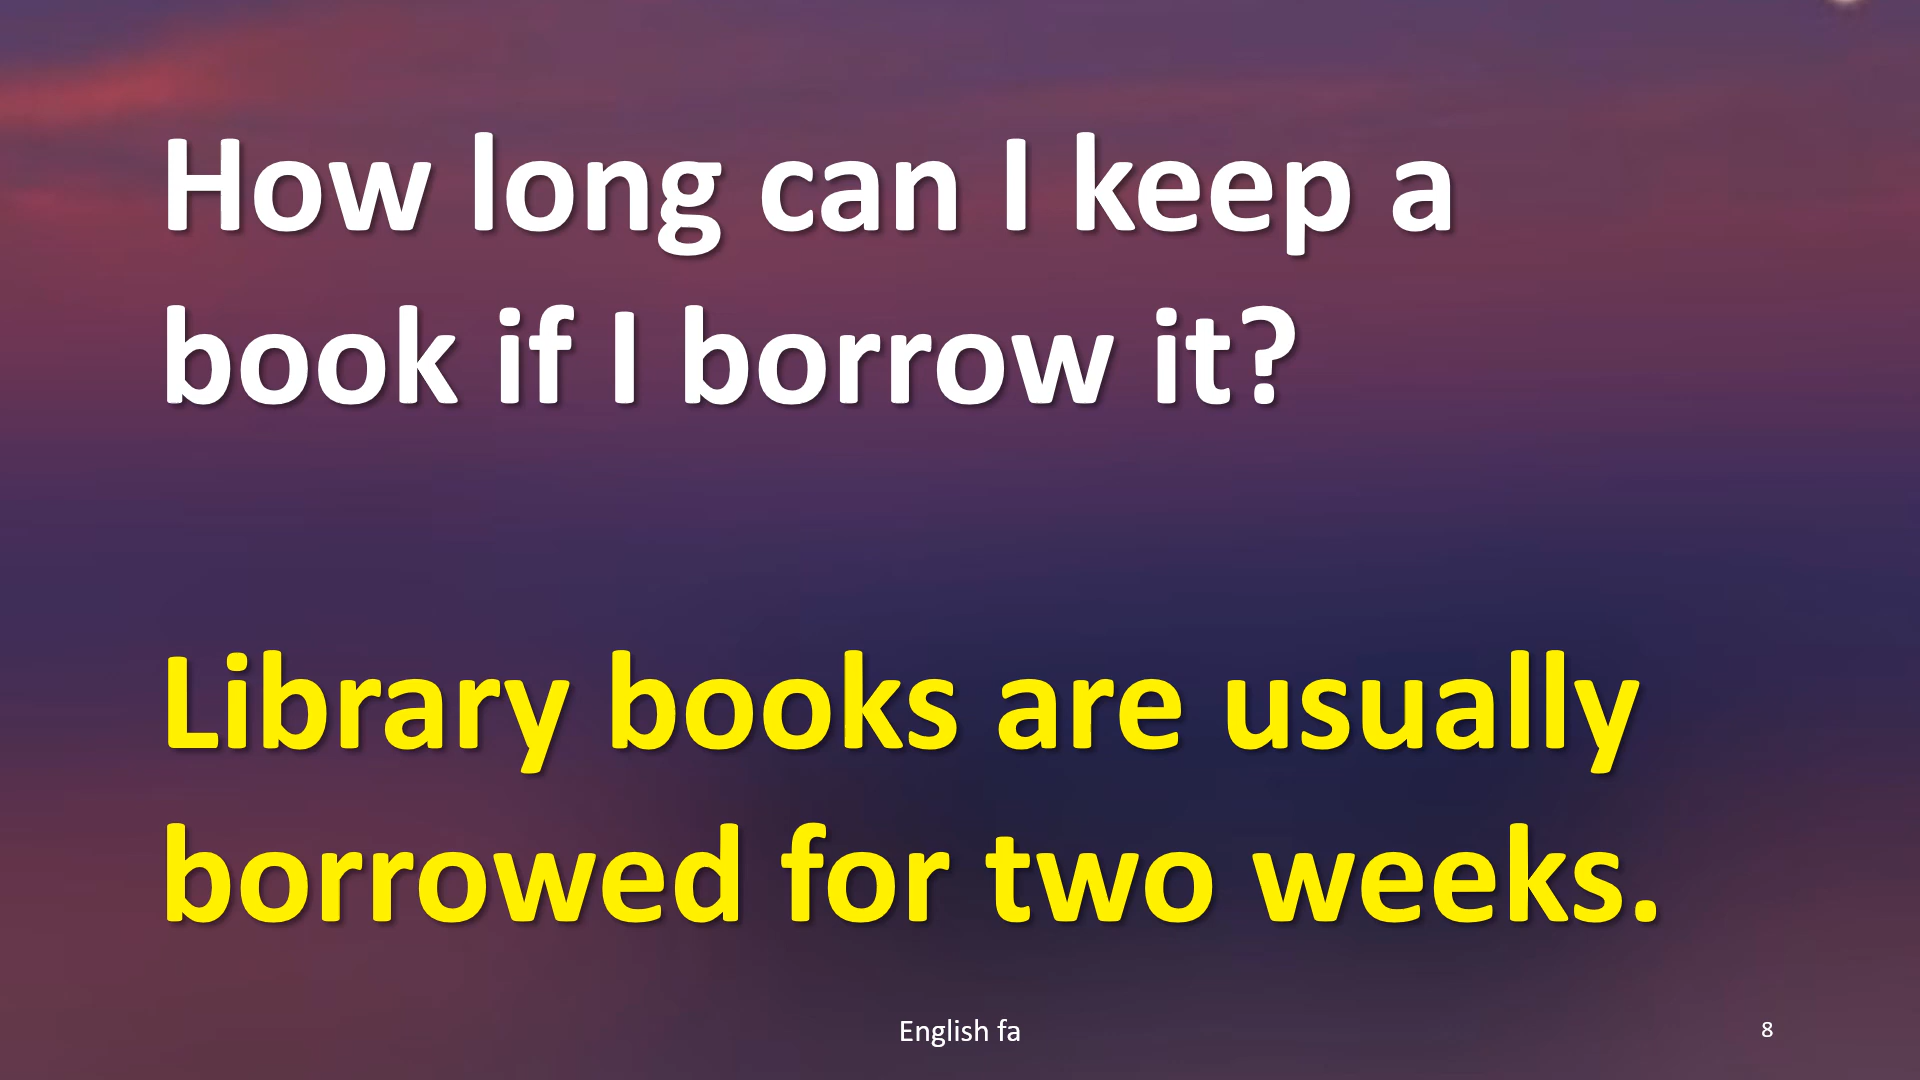 How long can I keep a
book if I borrow it?
Library books are usually
borrowed for two weeks.
English fa
8